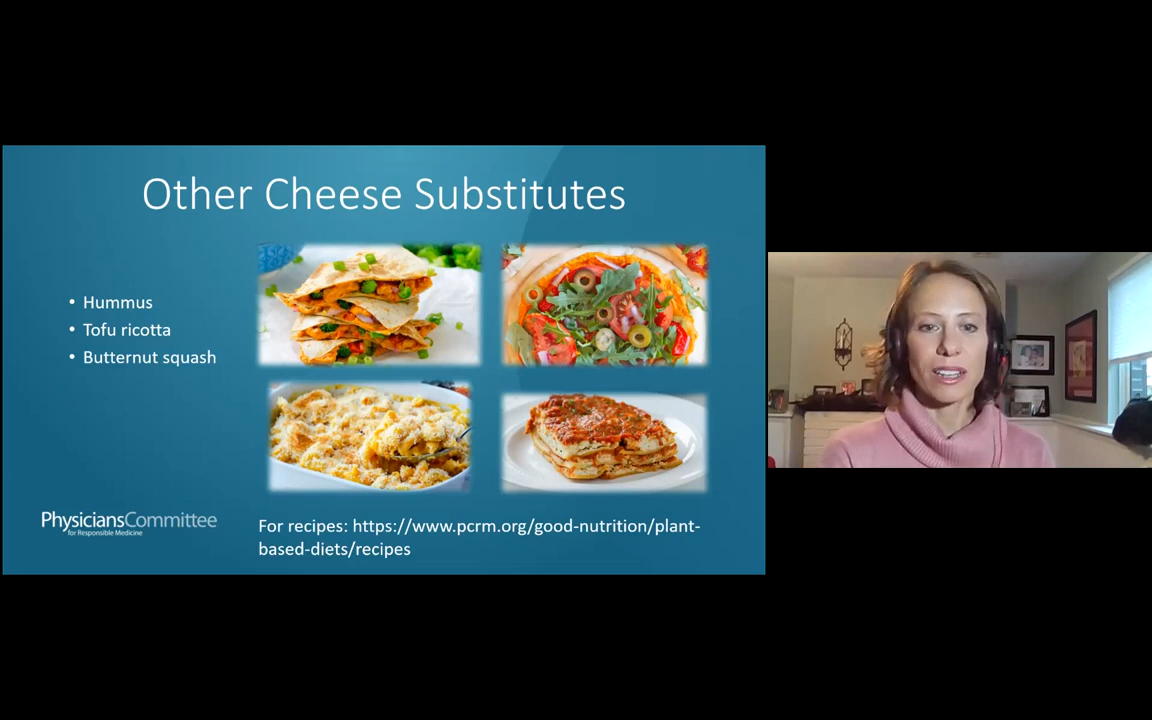 Other Cheese Substitutes
• Hummus
• Tofu ricotta
• Butternut squash
PhysiciansCommittee
for Responsible Medicine
For recipes: https://www.pcrm.org/good-nutrition/plant-
based-diets/recipes